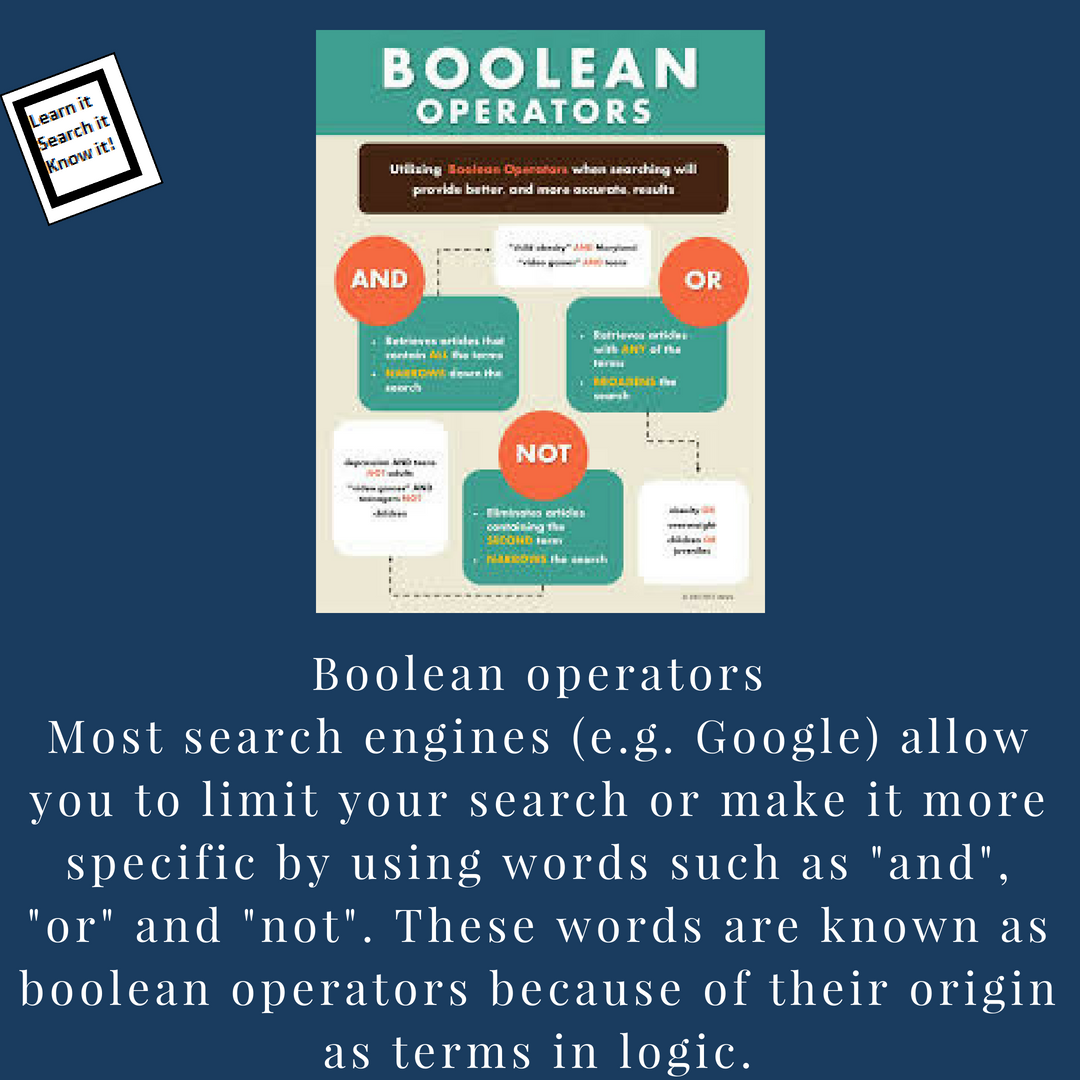 Learn it
Search it
Know it!
BOOLEAN
OPERATORS
Utilizing Boolean Operators when searching will
provide better, and more accurate, results
"child obesity" AND Maryland
"video games" AND teens
AND
OR
• Retrieves articles that
contain ALL the terms
• NARROWS down the
search
• Retrieves articles
with ANY of the
terms
• BROADENS the
search
NOT
depression AND teens
NOT adults
"video games" AND
teenagers NOT
children
• Eliminates articles
containing the
SECOND term
• NARROWS the search
obesity OR
overweight
children OR
juveniles
Boolean operators
Most search engines (e.g. Google) allow
you to limit your search or make it more
specific by using words such as "and",
"or" and "not". These words are known as
boolean operators because of their origin
as terms in logic.